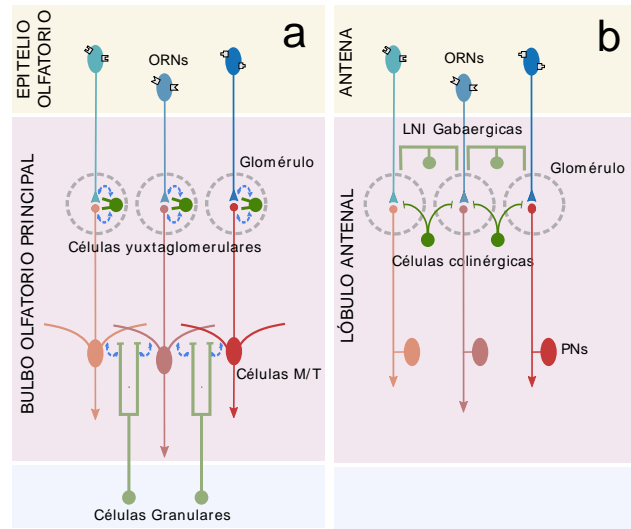 a
EPITELIO
OLFATORIO
ORNs
BULBO OLFATORIO PRINCIPAL
Glomérulo
Células yuxtaglomerulares
Células M/T
Células Granulares
b
ANTENA
ORNs
LÓBULO ANTENAL
LNI Gabaergicas
Glomérulo
Células colinérgicas
PNs